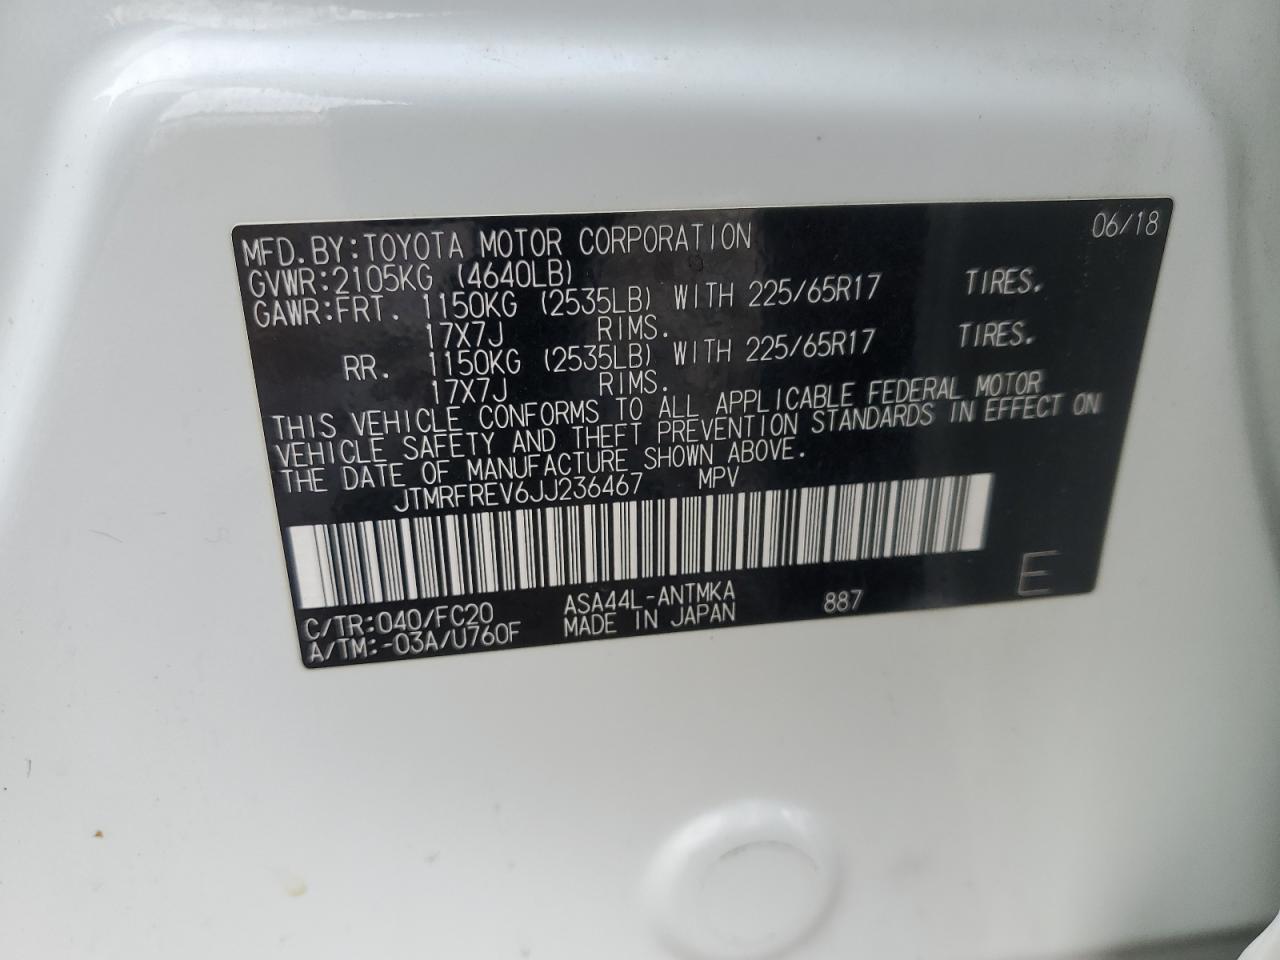 MFD.BY:TOYOTA MOTOR CORPORATION 06/18
GVWR:2105KG (4640LB)
GAWR:FRT. 1150KG (2535LB) WITH 225/65R17 TIRES.
17X7J RIMS.
RR. 1150KG (2535LB) WITH 225/65R17 TIRES.
17X7J RIMS.
THIS VEHICLE CONFORMS TO ALL APPLICABLE FEDERAL MOTOR
VEHICLE SAFETY AND THEFT PREVENTION STANDARDS IN EFFECT ON
THE DATE OF MANUFACTURE SHOWN ABOVE.
JTMRFREV6JJ236467 MPV
C/TR:040/FC20 ASA44L-ANTMKA 887 E
A/TM:-03A/U760F MADE IN JAPAN